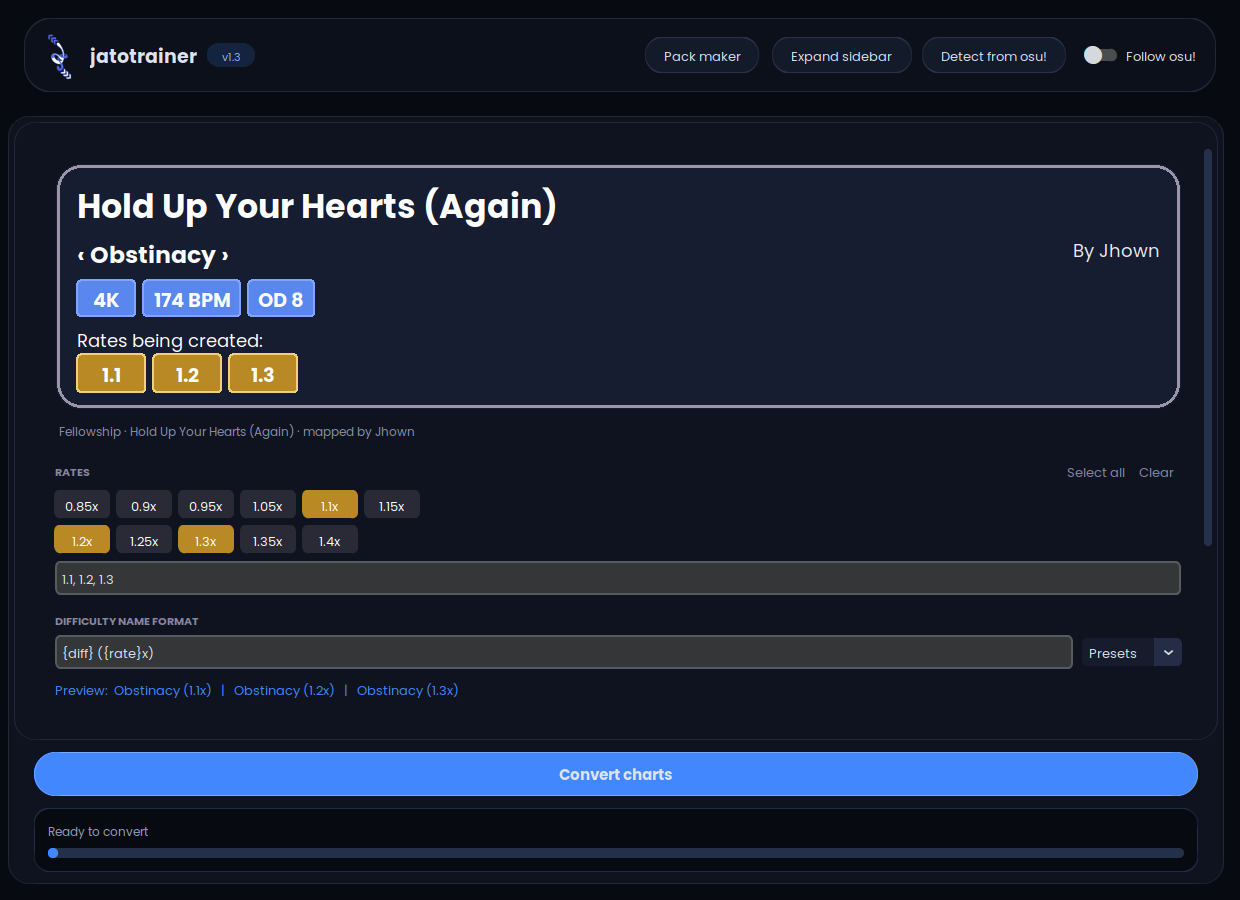 jatotrainer v1.3 Pack maker Expand sidebar Detect from osu! Follow osu!
Hold Up Your Hearts (Again)
‹ Obstinacy ›
By Jhown
4K 174 BPM OD 8
Rates being created:
1.1 1.2 1.3
Fellowship · Hold Up Your Hearts (Again) · mapped by Jhown
RATES Select all Clear
0.85x 0.9x 0.95x 1.05x 1.1x 1.15x
1.2x 1.25x 1.3x 1.35x 1.4x
1.1, 1.2, 1.3
DIFFICULTY NAME FORMAT
{diff} ({rate}x) Presets
Preview: Obstinacy (1.1x) | Obstinacy (1.2x) | Obstinacy (1.3x)
Convert charts
Ready to convert